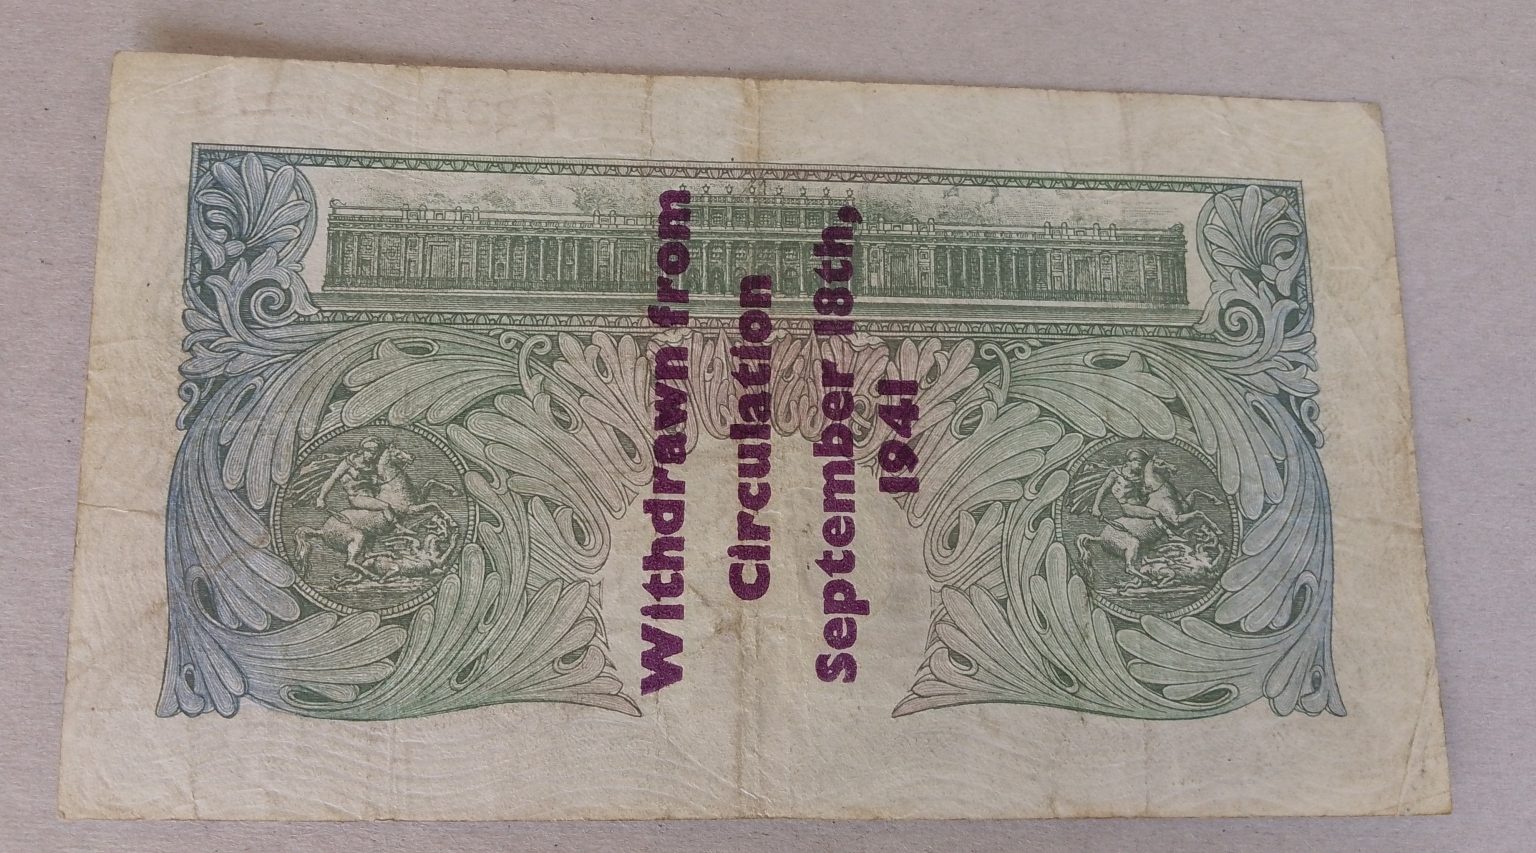 Withdrawn from
Circulation
September 18th,
1941